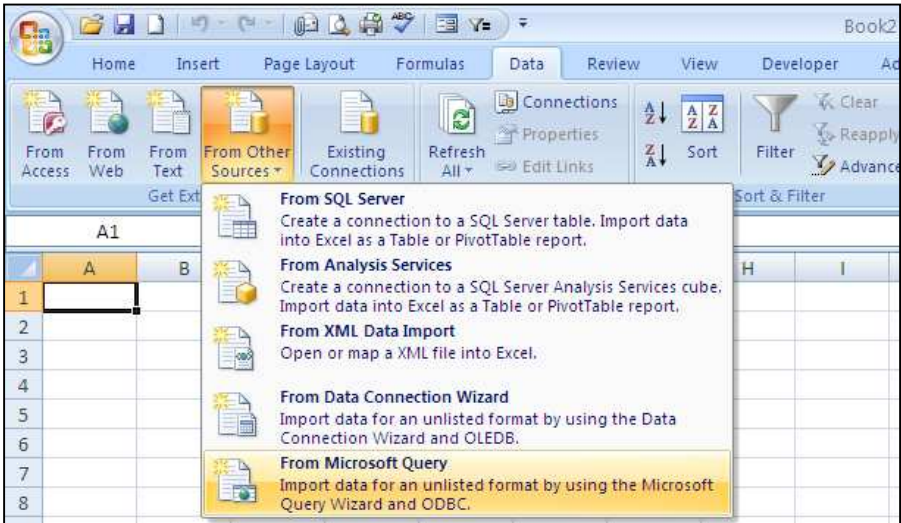 Book2
Home Insert Page Layout Formulas Data Review View Developer
From Access
From Web
From Text
From Other Sources
Existing Connections
Refresh All
Connections
Properties
Edit Links
Sort
Filter
Clear
Reapply
Advance
Get Ext
Sort & Filter
A1
A B H I
1
2
3
4
5
6
7
8
From SQL Server
Create a connection to a SQL Server table. Import data
into Excel as a Table or PivotTable report.
From Analysis Services
Create a connection to a SQL Server Analysis Services cube.
Import data into Excel as a Table or PivotTable report.
From XML Data Import
Open or map a XML file into Excel.
From Data Connection Wizard
Import data for an unlisted format by using the Data
Connection Wizard and OLEDB.
From Microsoft Query
Import data for an unlisted format by using the Microsoft
Query Wizard and ODBC.